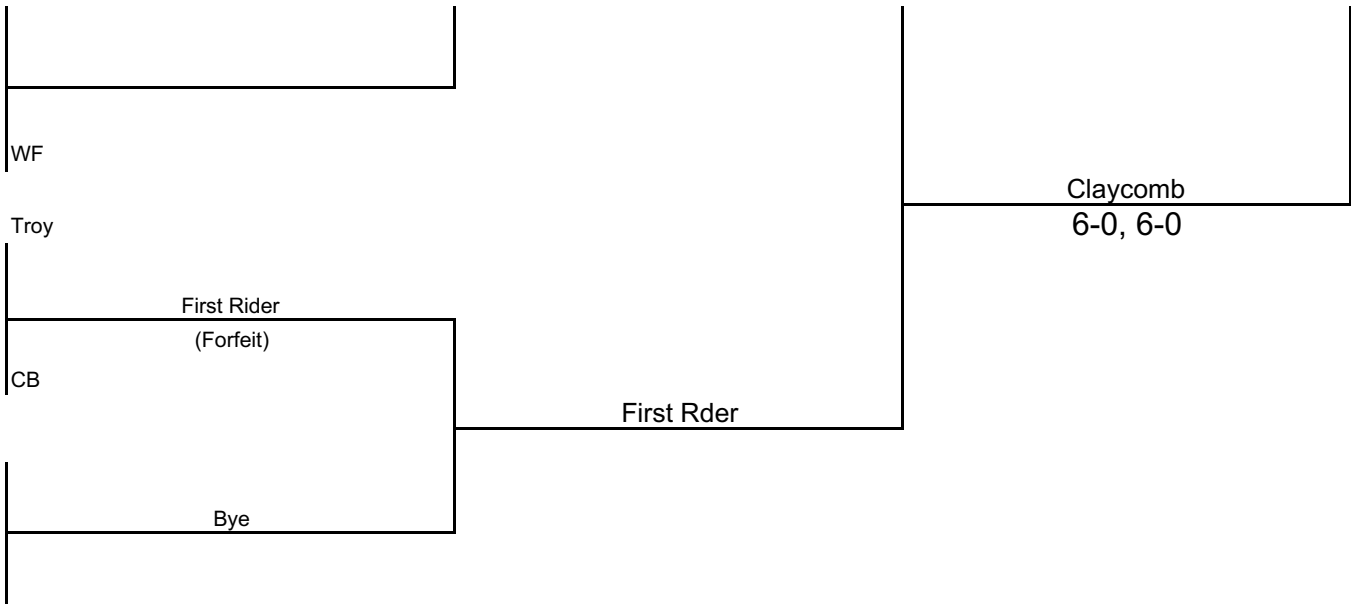 WF
Claycomb
6-0, 6-0
Troy
First Rider
(Forfeit)
CB
First Rder
Bye